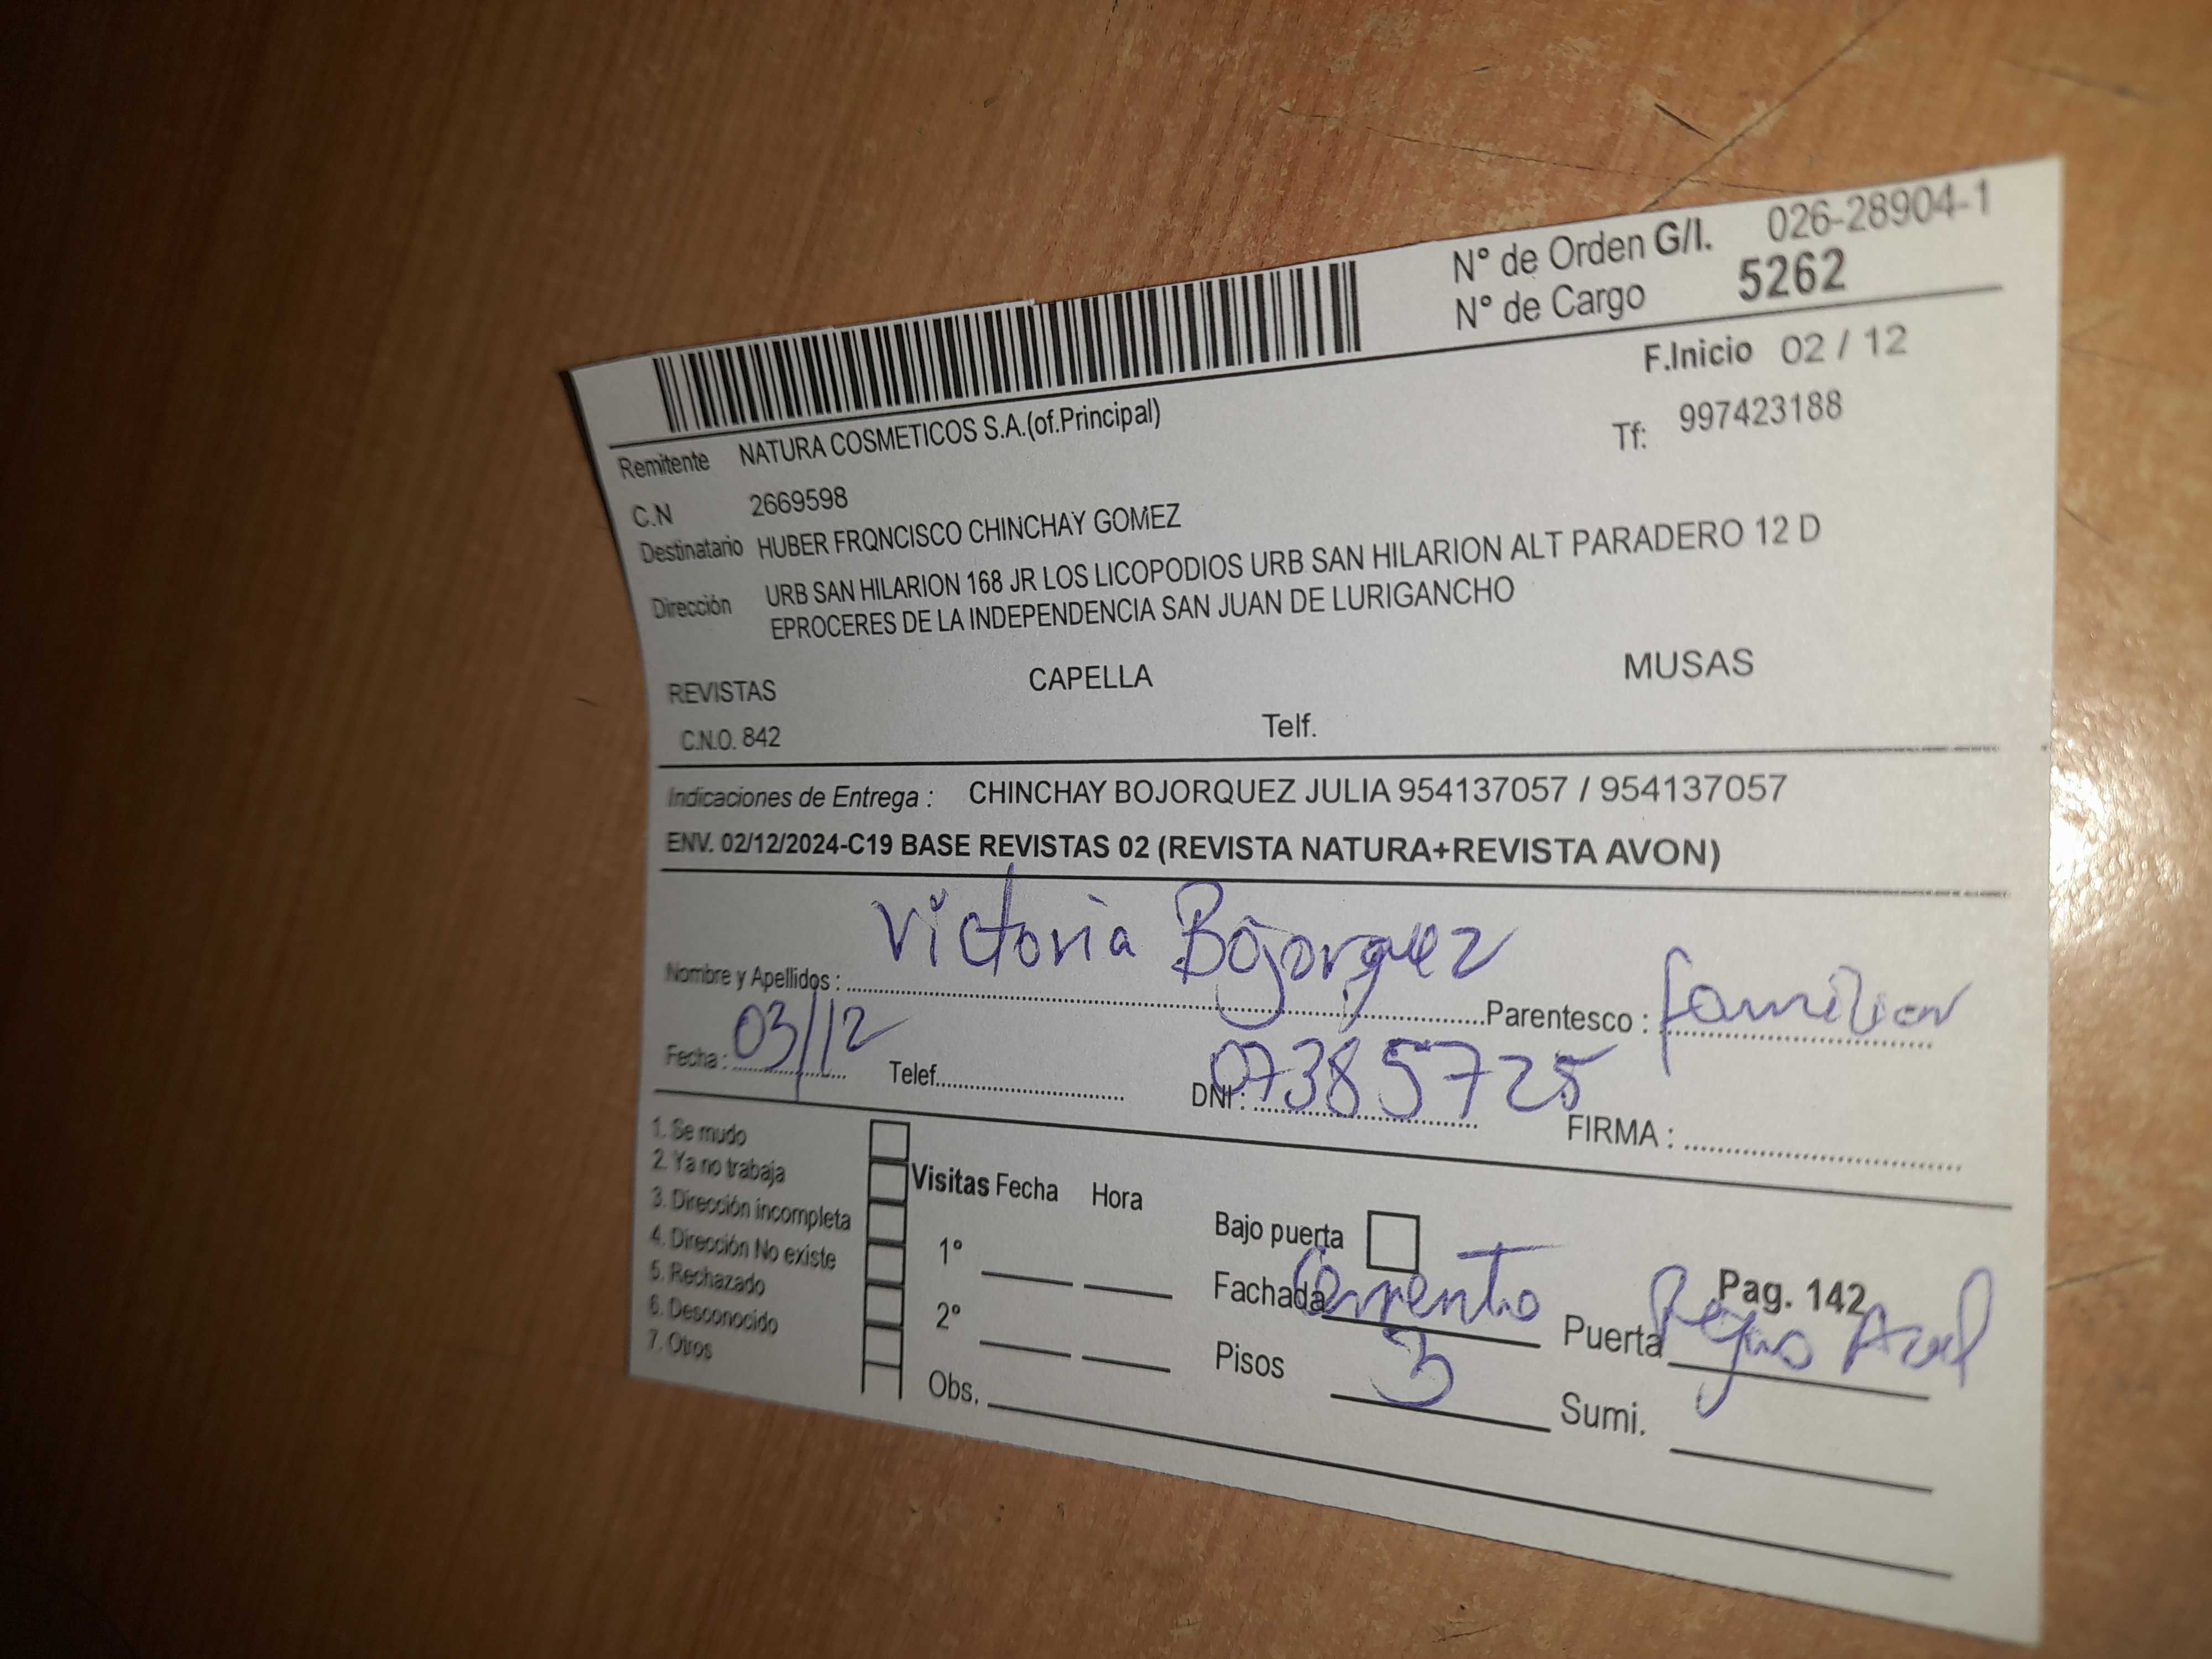 N° de Orden G/I. 026-28904-1
N° de Cargo 5262
F.Inicio 02 / 12
Remitente NATURA COSMETICOS S.A.(of.Principal)
Tf: 997423188
C.N 2669598
Destinatario HUBER FRQNCISCO CHINCHAY GOMEZ
Dirección URB SAN HILARION 168 JR LOS LICOPODIOS URB SAN HILARION ALT PARADERO 12 D
EPROCERES DE LA INDEPENDENCIA SAN JUAN DE LURIGANCHO
REVISTAS CAPELLA MUSAS
C.N.O. 842 Telf.
Indicaciones de Entrega : CHINCHAY BOJORQUEZ JULIA 954137057 / 954137057
ENV. 02/12/2024-C19 BASE REVISTAS 02 (REVISTA NATURA+REVISTA AVON)
Nombre y Apellidos : Victoria Bojorquez Parentesco : familiar
Fecha : 03/12 Telef. DNI : 07385725 FIRMA :
1. Se mudo
2. Ya no trabaja
3. Dirección incompleta
4. Dirección No existe
5. Rechazado
6. Desconocido
7. Otros
Visitas Fecha Hora
1°
2°
Obs.
Bajo puerta
Fachada Pag. 142
Puerta Azul
Pisos 3 Sumi.